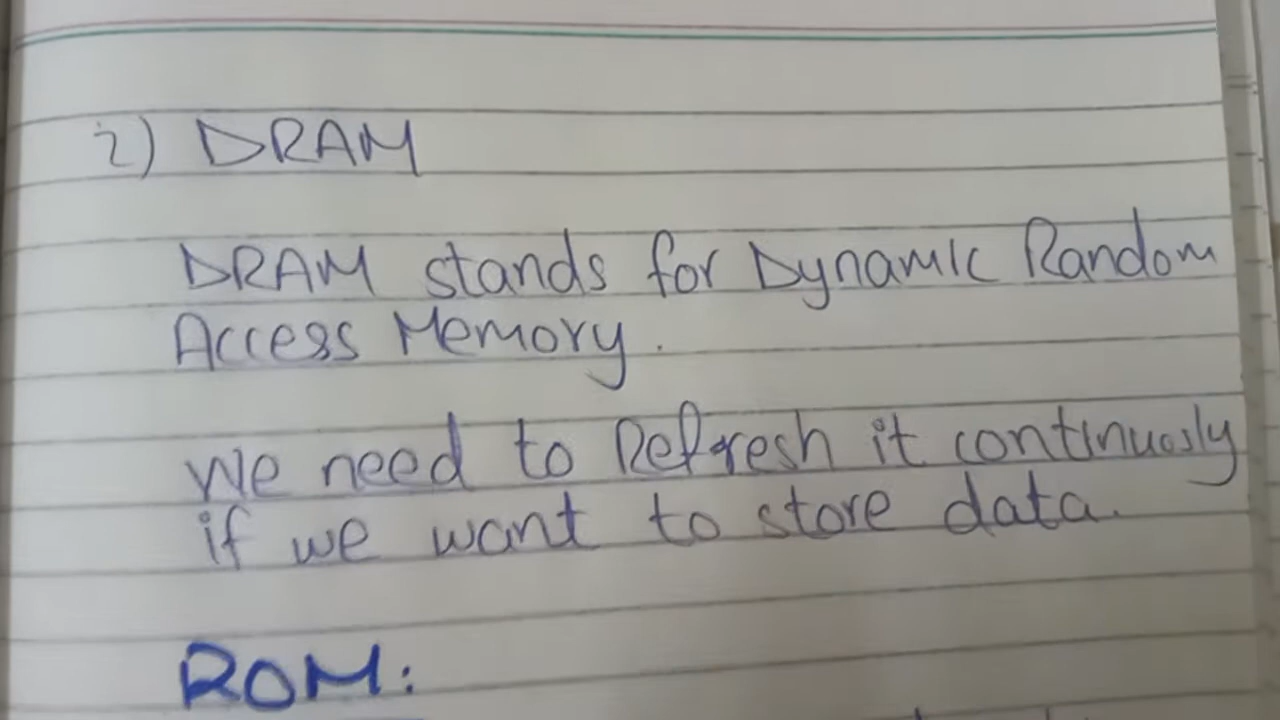 2) DRAM
DRAM stands for Dynamic Random
Access Memory.
We need to Refresh it continuously
if we want to store data.
ROM: